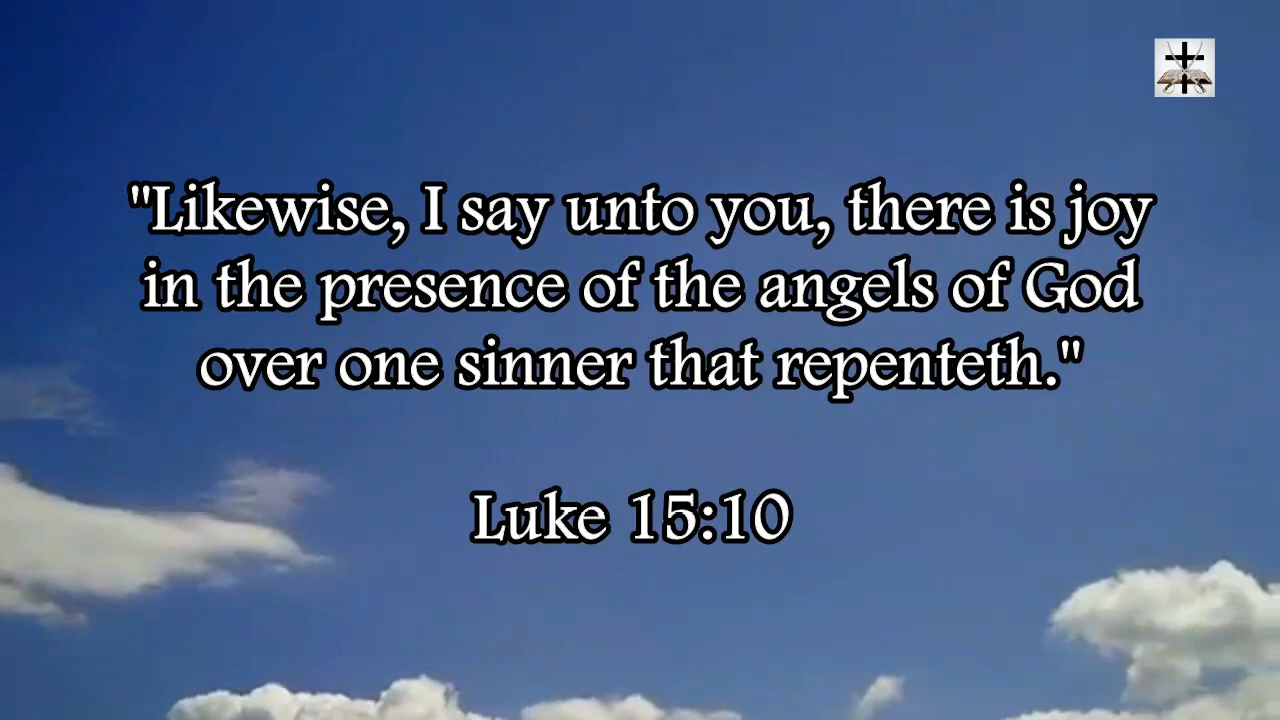 "Likewise, I say unto you, there is joy
in the presence of the angels of God
over one sinner that repenteth."
Luke 15:10